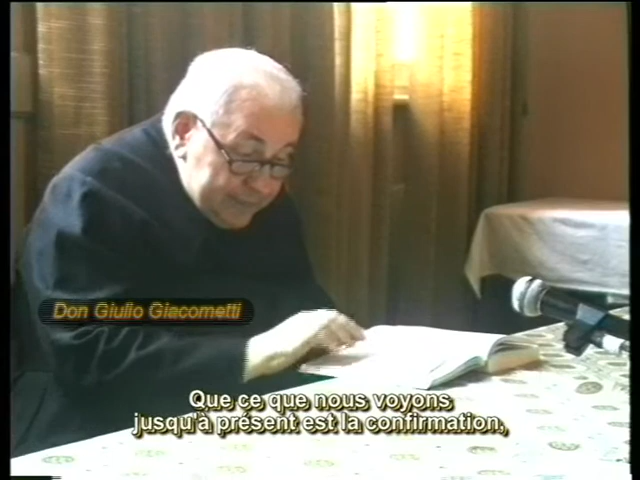 Don Giulio Giacometti
Que ce que nous voyons
jusqu'à présent est la confirmation,